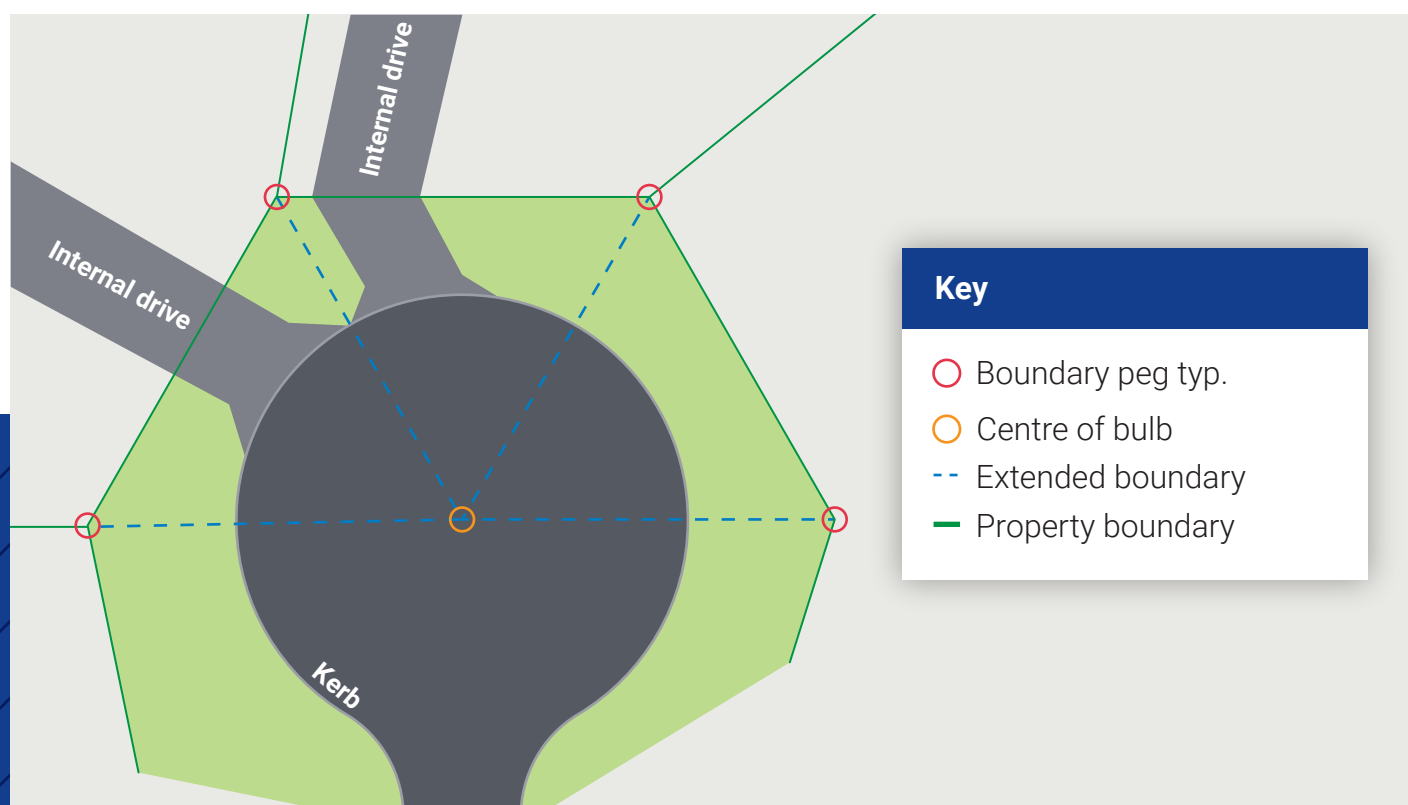 Internal drive
Internal drive
Kerb
Key
Boundary peg typ.
Centre of bulb
Extended boundary
Property boundary